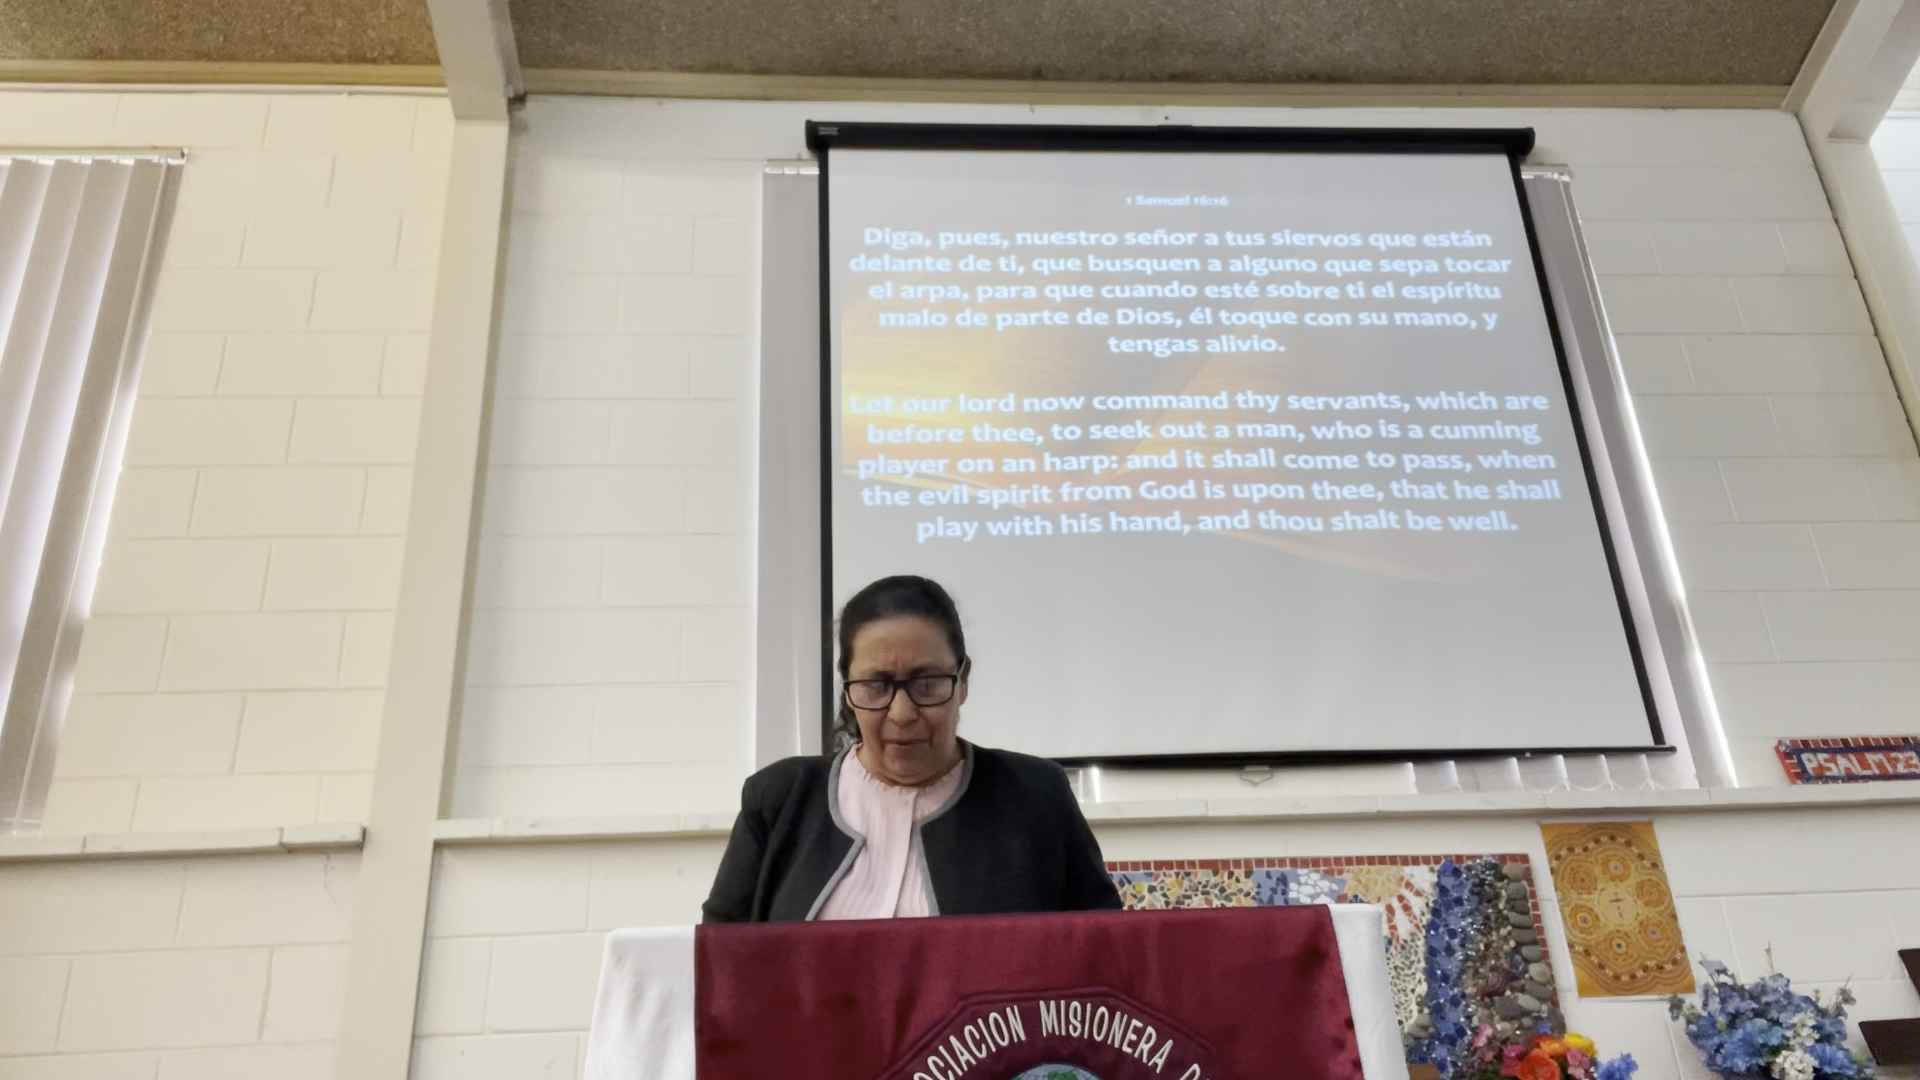 1 Samuel 16:16
Diga, pues, nuestro señor a tus siervos que están
delante de ti, que busquen a alguno que sepa tocar
el arpa, para que cuando esté sobre ti el espíritu
malo de parte de Dios, él toque con su mano, y
tengas alivio.
Let our lord now command thy servants, which are
before thee, to seek out a man, who is a cunning
player on an harp: and it shall come to pass, when
the evil spirit from God is upon thee, that he shall
play with his hand, and thou shalt be well.
PSALM 23
OCIACION MISIONERA